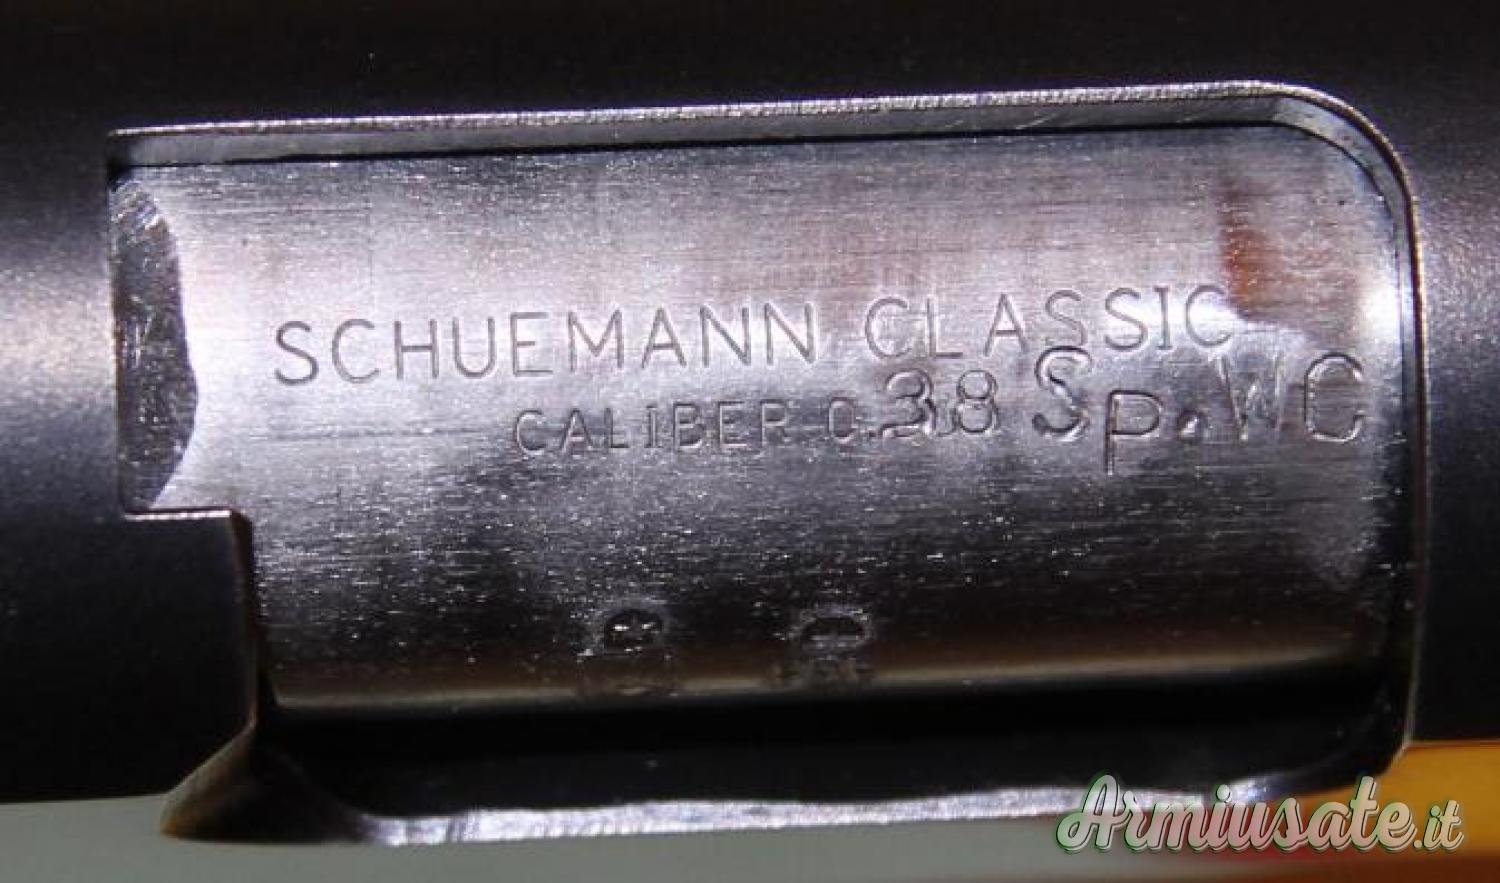 SCHUEMANN CLASSIC
CALIBER 0.38 Sp.WC
Armiusate.it